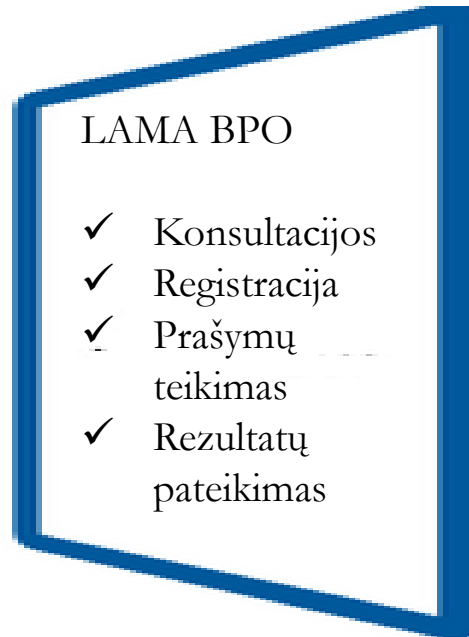 LAMA BPO
✓ Konsultacijos
✓ Registracija
✓ Prašymų
teikimas
✓ Rezultatų
pateikimas